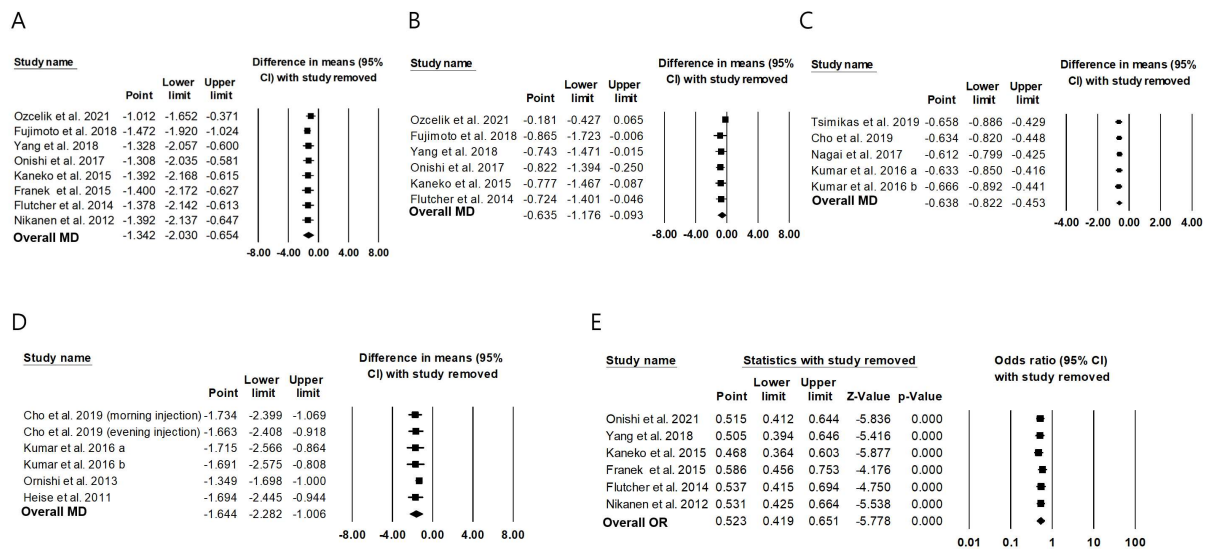 A
Study name
Difference in means (95%
CI) with study removed
Lower Upper
Point limit limit
Ozcelik et al. 2021 -1.012 -1.652 -0.371
Fujimoto et al. 2018 -1.472 -1.920 -1.024
Yang et al. 2018 -1.328 -2.057 -0.600
Onishi et al. 2017 -1.308 -2.035 -0.581
Kaneko et al. 2015 -1.392 -2.168 -0.615
Franek et al. 2015 -1.400 -2.172 -0.627
Flutcher et al. 2014 -1.378 -2.142 -0.613
Nikanen et al. 2012 -1.392 -2.137 -0.647
Overall MD -1.342 -2.030 -0.654
-8.00 -4.00 0.00 4.00 8.00
B
Study name
Difference in means (95%
CI) with study removed
Lower Upper
Point limit limit
Ozcelik et al. 2021 -0.181 -0.427 0.065
Fujimoto et al. 2018 -0.865 -1.723 -0.006
Yang et al. 2018 -0.743 -1.471 -0.015
Onishi et al. 2017 -0.822 -1.394 -0.250
Kaneko et al. 2015 -0.777 -1.467 -0.087
Flutcher et al. 2014 -0.724 -1.401 -0.046
Overall MD -0.635 -1.176 -0.093
-8.00 -4.00 0.00 4.00 8.00
C
Study name
Difference in means (95%
CI) with study removed
Lower Upper
Point limit limit
Tsimikas et al. 2019 -0.658 -0.886 -0.429
Cho et al. 2019 -0.634 -0.820 -0.448
Nagai et al. 2017 -0.612 -0.799 -0.425
Kumar et al. 2016 a -0.633 -0.850 -0.416
Kumar et al. 2016 b -0.666 -0.892 -0.441
Overall MD -0.638 -0.822 -0.453
-4.00 -2.00 0.00 2.00 4.00
D
Study name
Difference in means (95%
CI) with study removed
Lower Upper
Point limit limit
Cho et al. 2019 (morning injection) -1.734 -2.399 -1.069
Cho et al. 2019 (evening injection) -1.663 -2.408 -0.918
Kumar et al. 2016 a -1.715 -2.566 -0.864
Kumar et al. 2016 b -1.691 -2.575 -0.808
Ornishi et al. 2013 -1.349 -1.698 -1.000
Heise et al. 2011 -1.694 -2.445 -0.944
Overall MD -1.644 -2.282 -1.006
-8.00 -4.00 0.00 4.00 8.00
E
Study name
Statistics with study removed
Odds ratio (95% CI)
with study removed
Lower Upper
Point limit limit Z-Value p-Value
Onishi et al. 2021 0.515 0.412 0.644 -5.836 0.000
Yang et al. 2018 0.505 0.394 0.646 -5.416 0.000
Kaneko et al. 2015 0.468 0.364 0.603 -5.877 0.000
Franek et al. 2015 0.586 0.456 0.753 -4.176 0.000
Flutcher et al. 2014 0.537 0.415 0.694 -4.750 0.000
Nikanen et al. 2012 0.531 0.425 0.664 -5.538 0.000
Overall OR 0.523 0.419 0.651 -5.778 0.000
0.01 0.1 1 10 100